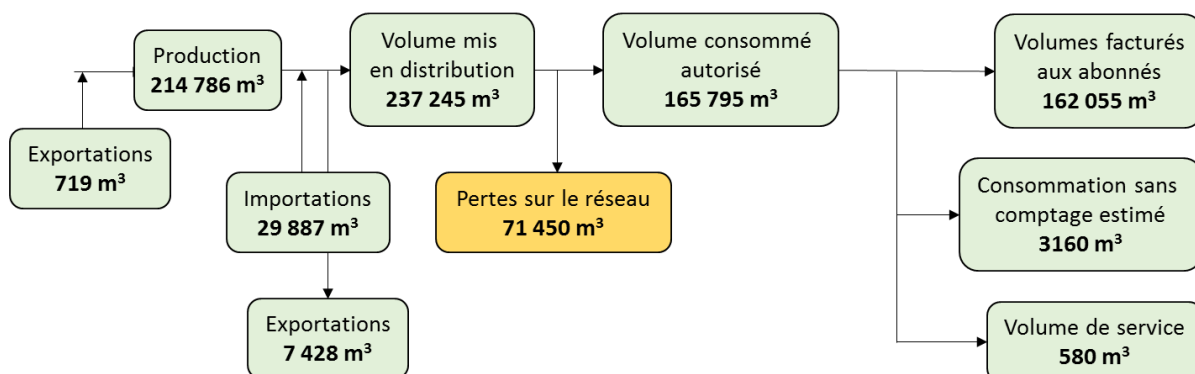 Production
214 786 m³
Exportations
719 m³
Importations
29 887 m³
Exportations
7 428 m³
Volume mis
en distribution
237 245 m³
Pertes sur le réseau
71 450 m³
Volume consommé
autorisé
165 795 m³
Volumes facturés
aux abonnés
162 055 m³
Consommation sans
comptage estimé
3160 m³
Volume de service
580 m³